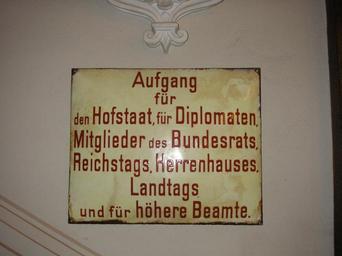 Aufgang
für
den Hofstaat, für Diplomaten,
Mitglieder des Bundesrats,
Reichstags, Herrenhauses,
Landtags
und für höhere Beamte.